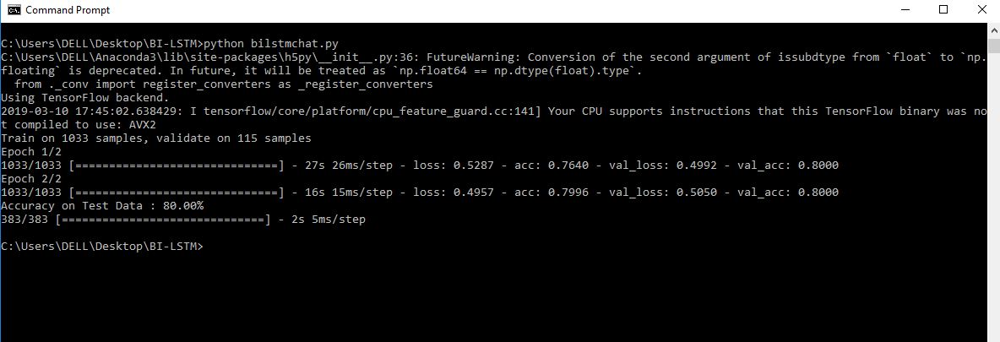 Command Prompt
C:\Users\DELL\Desktop\BI-LSTM>python bilstmchat.py
C:\Users\DELL\Anaconda3\lib\site-packages\h5py\__init__.py:36: FutureWarning: Conversion of the second argument of issubdtype from `float` to `np.
floating` is deprecated. In future, it will be treated as `np.float64 == np.dtype(float).type`.
  from ._conv import register_converters as _register_converters
Using TensorFlow backend.
2019-03-10 17:45:02.638429: I tensorflow/core/platform/cpu_feature_guard.cc:141] Your CPU supports instructions that this TensorFlow binary was no
t compiled to use: AVX2
Train on 1033 samples, validate on 115 samples
Epoch 1/2
1033/1033 [==============================] - 27s 26ms/step - loss: 0.5287 - acc: 0.7640 - val_loss: 0.4992 - val_acc: 0.8000
Epoch 2/2
1033/1033 [==============================] - 16s 15ms/step - loss: 0.4957 - acc: 0.7996 - val_loss: 0.5050 - val_acc: 0.8000
Accuracy on Test Data : 80.00%
383/383 [==============================] - 2s 5ms/step
C:\Users\DELL\Desktop\BI-LSTM>